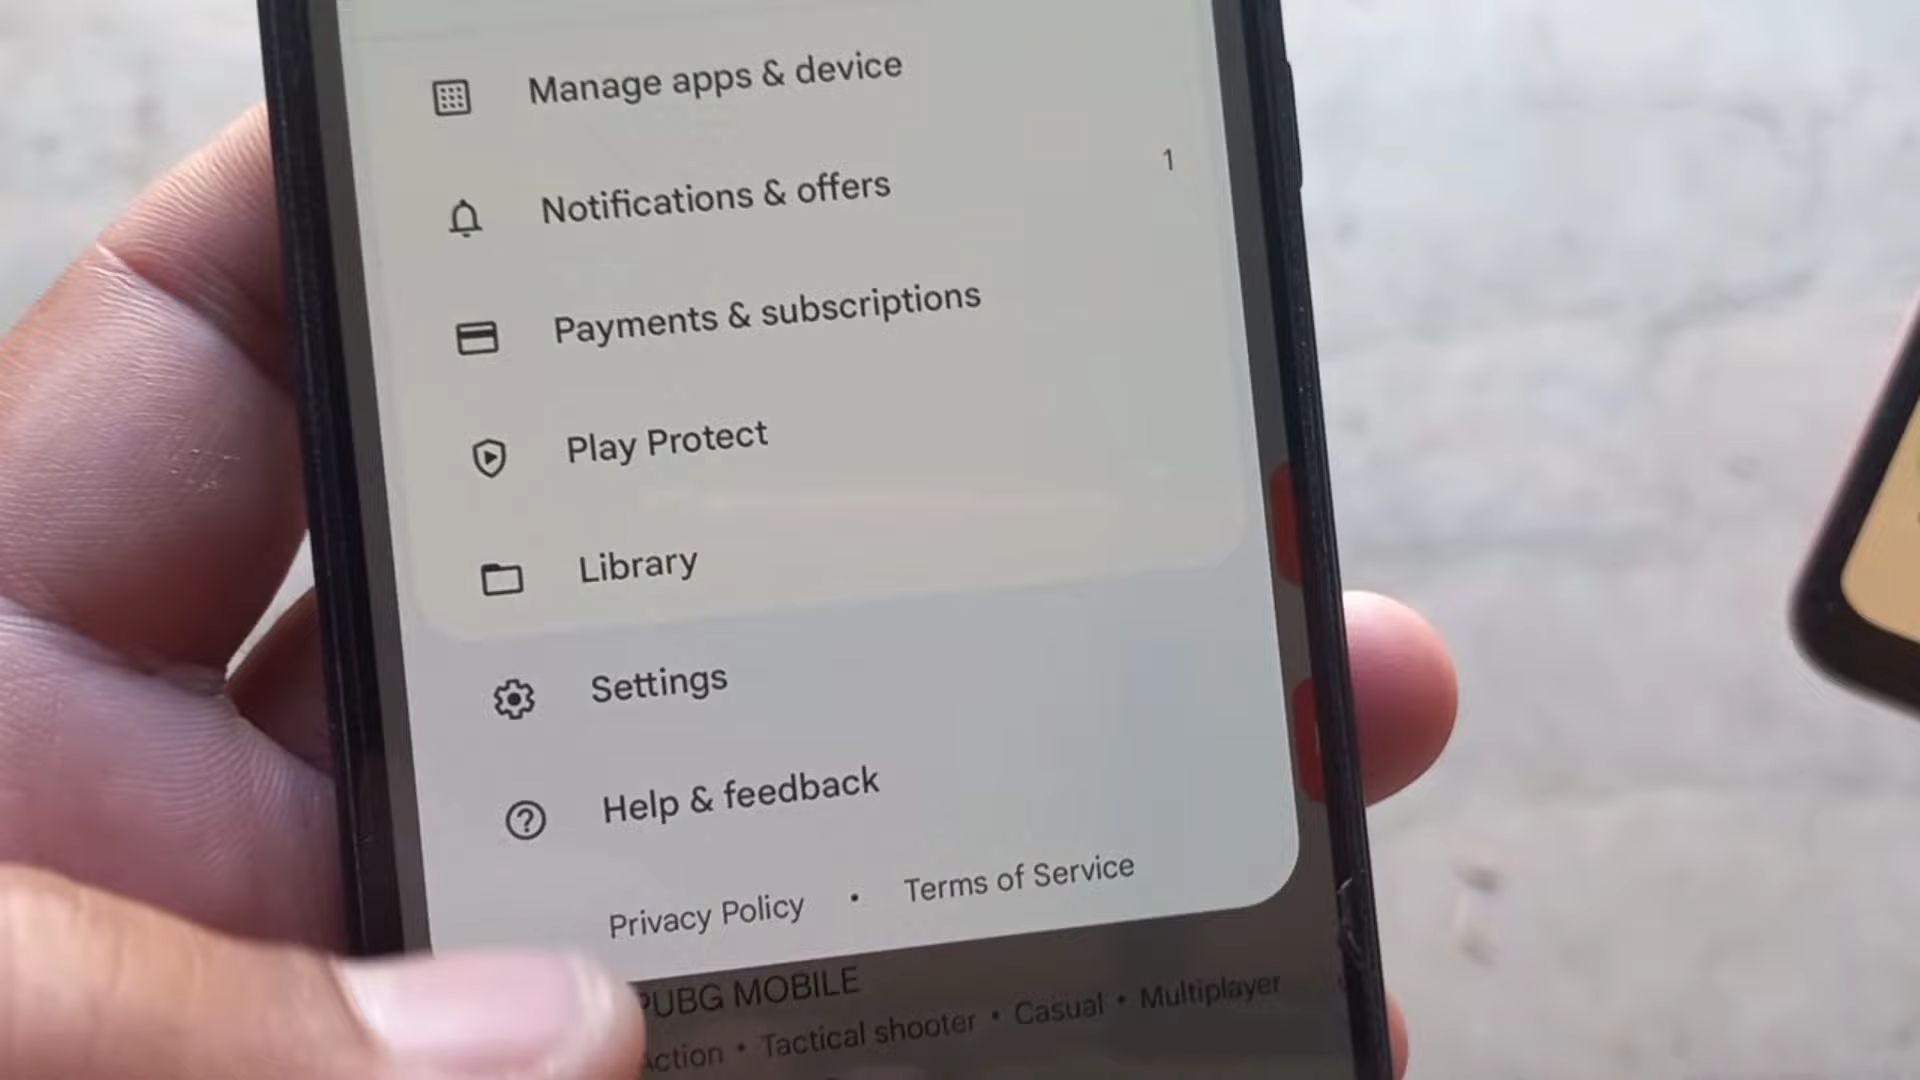 Manage apps & device
Notifications & offers 1
Payments & subscriptions
Play Protect
Library
Settings
Help & feedback
Privacy Policy • Terms of Service
PUBG MOBILE
Action • Tactical shooter • Casual • Multiplayer